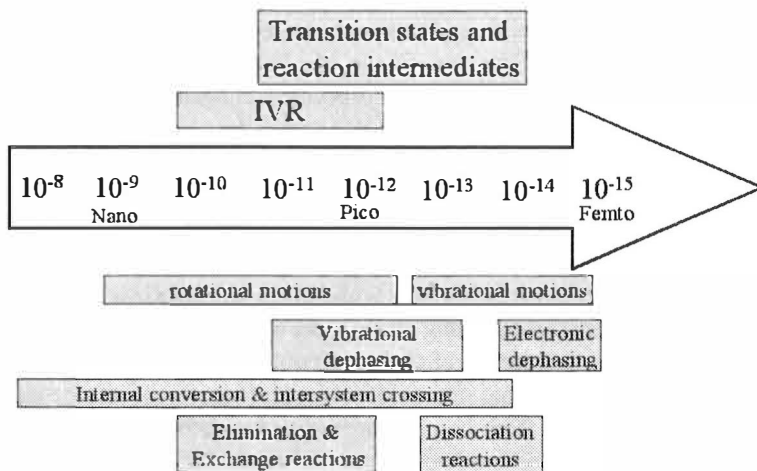 Transition states and
reaction intermediates
IVR
10⁻⁸ 10⁻⁹ 10⁻¹⁰ 10⁻¹¹ 10⁻¹² 10⁻¹³ 10⁻¹⁴ 10⁻¹⁵
Nano Pico Femto
rotational motions vibrational motions
Vibrational
dephasing
Electronic
dephasing
Internal conversion & intersystem crossing
Elimination &
Exchange reactions
Dissociation
reactions